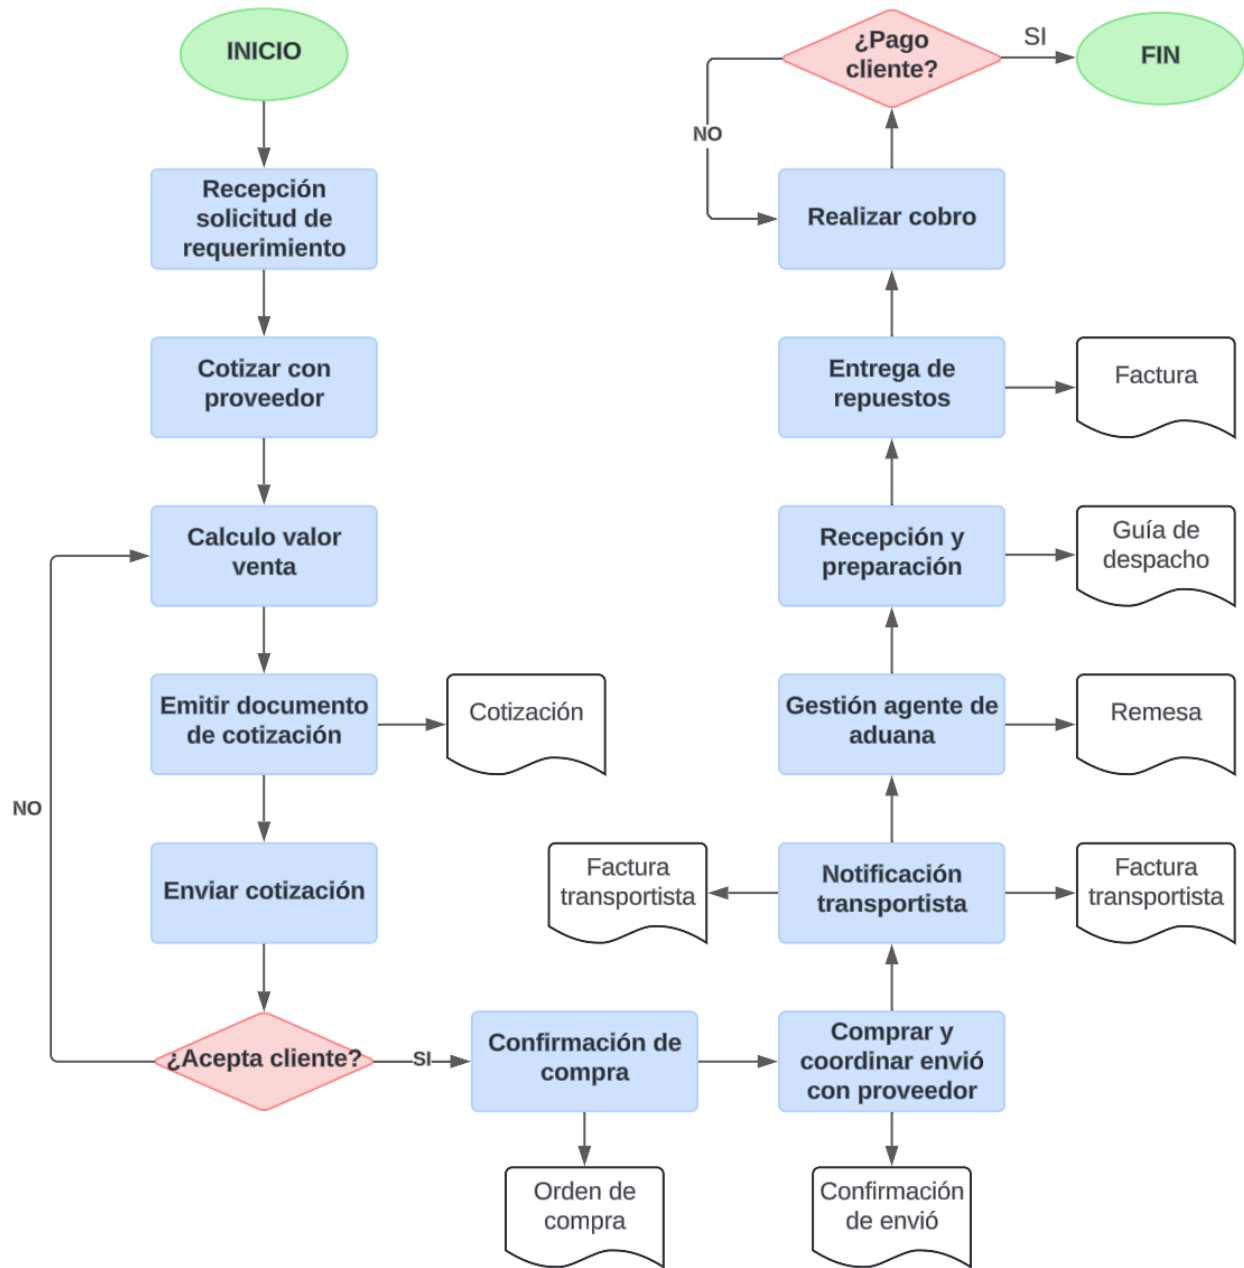 INICIO
Recepción
solicitud de
requerimiento
Cotizar con
proveedor
Calculo valor
venta
Emitir documento
de cotización
Cotización
Enviar cotización
NO
¿Acepta cliente?
SI
Confirmación de
compra
Orden de
compra
Comprar y
coordinar envió
con proveedor
Confirmación
de envió
Notificación
transportista
Factura
transportista
Factura
transportista
Gestión agente de
aduana
Remesa
Recepción y
preparación
Guía de
despacho
Entrega de
repuestos
Factura
Realizar cobro
NO
¿Pago
cliente?
SI
FIN